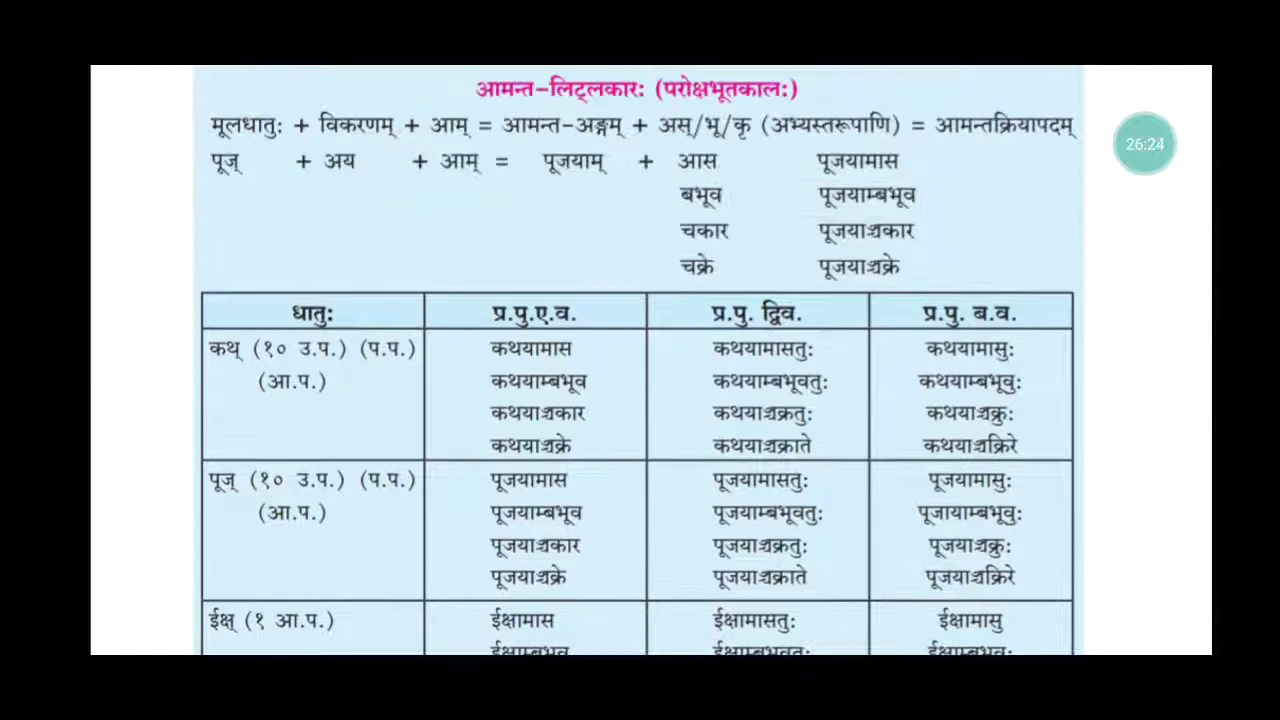 आमन्त-लिट्लकारः (परोक्षभूतकालः)
मूलधातुः + विकरणम् + आम् = आमन्त-अङ्गम् + अस्/भू/कृ (अभ्यस्तरूपाणि) = आमन्तक्रियापदम्
26:24
पूज् + अय + आम् = पूजयाम् + आस पूजयामास
बभूव पूजयाम्बभूव
चकार पूजयाञ्चकार
चक्रे पूजयाञ्चक्रे
धातुः प्र.पु.ए.व. प्र.पु. द्विव. प्र.पु. ब.व.
कथ् (१० उ.प.) (प.प.) कथयामास कथयामासतुः कथयामासुः
(आ.प.) कथयाम्बभूव कथयाम्बभूवतुः कथयाम्बभूवुः
कथयाञ्चकार कथयाञ्चक्रतुः कथयाञ्चक्रुः
कथयाञ्चक्रे कथयाञ्चक्राते कथयाञ्चक्रिरे
पूज् (१० उ.प.) (प.प.) पूजयामास पूजयामासतुः पूजयामासुः
(आ.प.) पूजयाम्बभूव पूजयाम्बभूवतुः पूजायाम्बभूवुः
पूजयाञ्चकार पूजयाञ्चक्रतुः पूजयाञ्चक्रुः
पूजयाञ्चक्रे पूजयाञ्चक्राते पूजयाञ्चक्रिरे
ईक्ष् (१ आ.प.) ईक्षामास ईक्षामासतुः ईक्षामासु